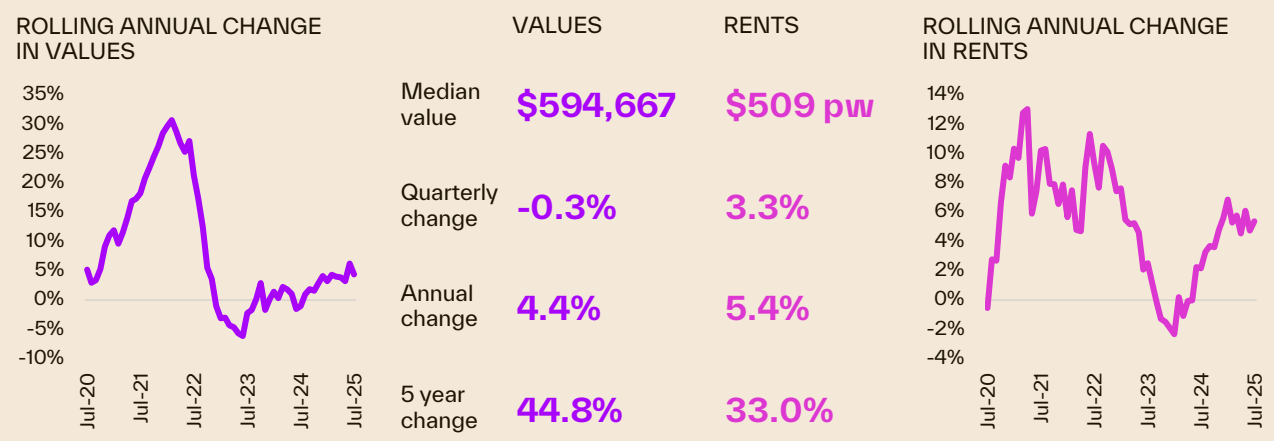 ROLLING ANNUAL CHANGE
IN VALUES
35%
30%
25%
20%
15%
10%
5%
0%
-5%
-10%
Jul-20
Jul-21
Jul-22
Jul-23
Jul-24
Jul-25
VALUES
RENTS
Median
value
$594,667
$509 pw
Quarterly
change
-0.3%
3.3%
Annual
change
4.4%
5.4%
5 year
change
44.8%
33.0%
ROLLING ANNUAL CHANGE
IN RENTS
14%
12%
10%
8%
6%
4%
2%
0%
-2%
-4%
Jul-20
Jul-21
Jul-22
Jul-23
Jul-24
Jul-25